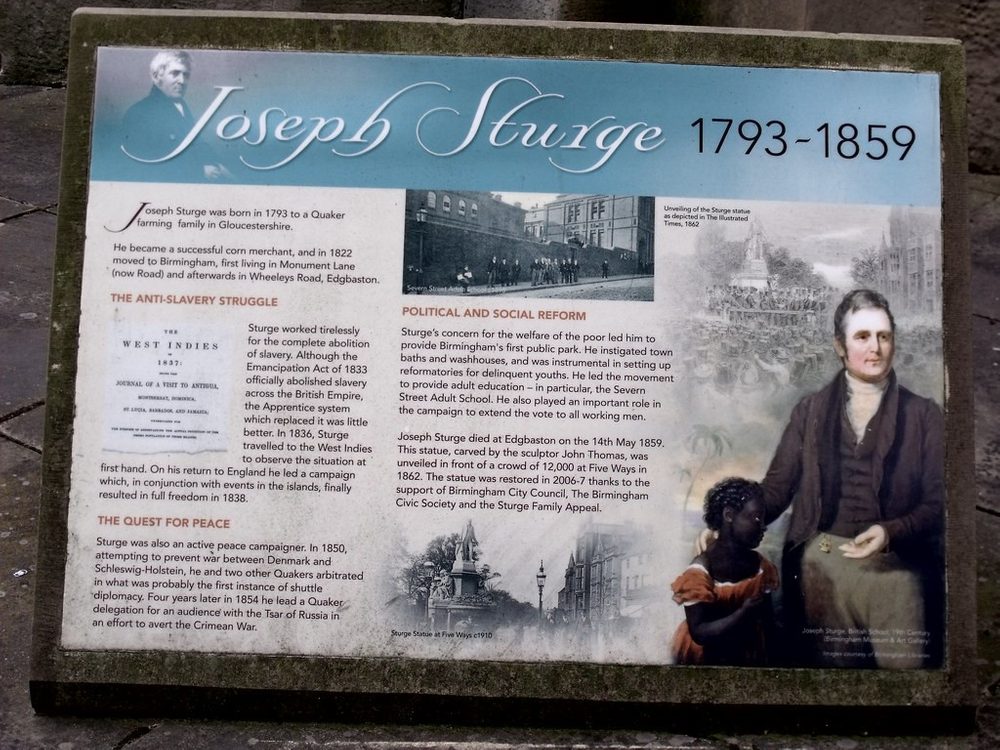 Joseph Sturge 1793~1859
Joseph Sturge was born in 1793 to a Quaker
farming family in Gloucestershire.
He became a successful corn merchant, and in 1822
moved to Birmingham, first living in Monument Lane
(now Road) and afterwards in Wheeleys Road, Edgbaston.
THE ANTI-SLAVERY STRUGGLE
THE
WEST INDIES
IN
1837:
BEING THE
JOURNAL OF A VISIT TO ANTIGUA,
MONTSERRAT, DOMINICA,
ST. LUCIA, BARBADOS, AND JAMAICA;
Sturge worked tirelessly
for the complete abolition
of slavery. Although the
Emancipation Act of 1833
officially abolished slavery
across the British Empire,
the Apprentice system
which replaced it was little
better. In 1836, Sturge
travelled to the West Indies
to observe the situation at
first hand. On his return to England he led a campaign
which, in conjunction with events in the islands, finally
resulted in full freedom in 1838.
THE QUEST FOR PEACE
Sturge was also an active peace campaigner. In 1850,
attempting to prevent war between Denmark and
Schleswig-Holstein, he and two other Quakers arbitrated
in what was probably the first instance of shuttle
diplomacy. Four years later in 1854 he lead a Quaker
delegation for an audience with the Tsar of Russia in
an effort to avert the Crimean War.
Severn Street Adult
POLITICAL AND SOCIAL REFORM
Sturge's concern for the welfare of the poor led him to
provide Birmingham's first public park. He instigated town
baths and washhouses, and was instrumental in setting up
reformatories for delinquent youths. He led the movement
to provide adult education – in particular, the Severn
Street Adult School. He also played an important role in
the campaign to extend the vote to all working men.
Joseph Sturge died at Edgbaston on the 14th May 1859.
This statue, carved by the sculptor John Thomas, was
unveiled in front of a crowd of 12,000 at Five Ways in
1862. The statue was restored in 2006-7 thanks to the
support of Birmingham City Council, The Birmingham
Civic Society and the Sturge Family Appeal.
Sturge Statue at Five Ways c1910
Unveiling of the Sturge statue
as depicted in The Illustrated
Times, 1862
Joseph Sturge, British School, 19th Century
(Birmingham Museum & Art Gallery)
Images courtesy of Birmingham Libraries